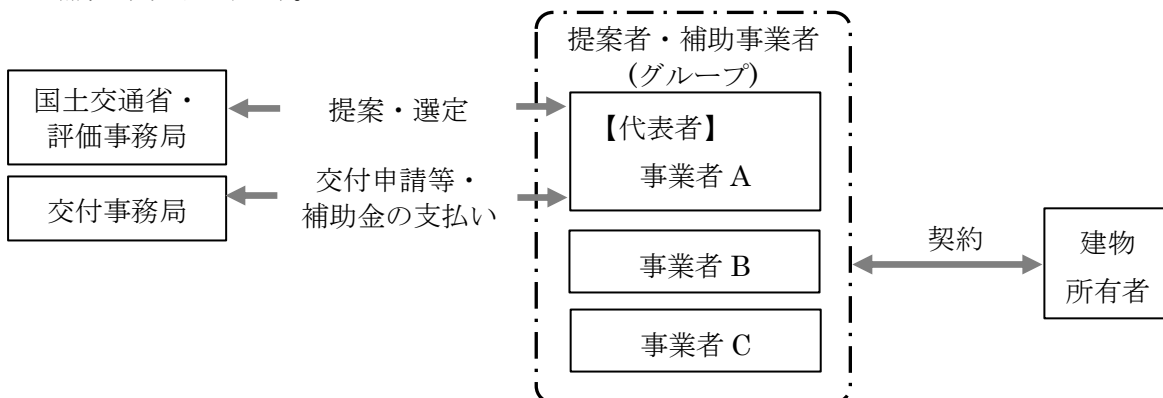 提案者・補助事業者
(グループ)
国土交通省・
評価事務局
提案・選定
【代表者】
事業者 A
交付事務局
交付申請等・
補助金の支払い
事業者 B
事業者 C
契約
建物
所有者